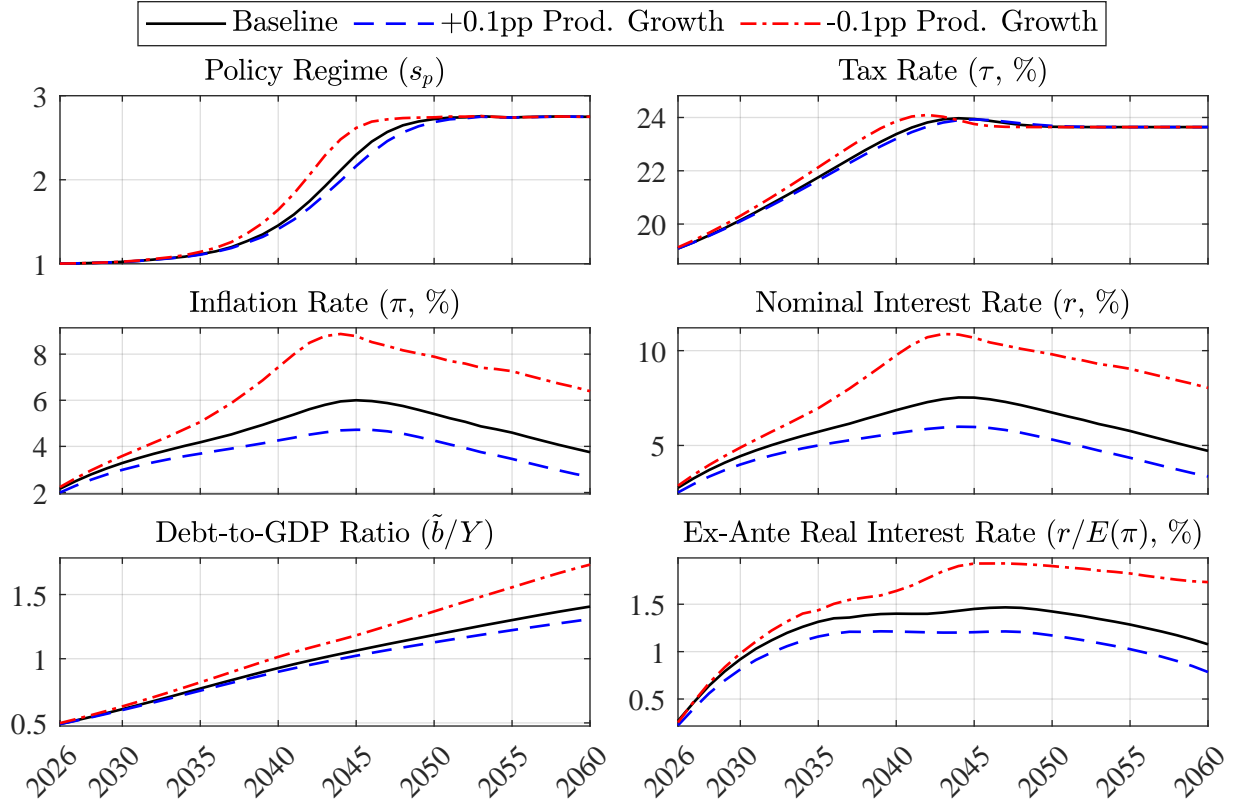 Baseline +0.1pp Prod. Growth -0.1pp Prod. Growth
Policy Regime (s_p)
3
2
1
Tax Rate (τ, %)
24
22
20
Inflation Rate (π, %)
8
6
4
2
Nominal Interest Rate (r, %)
10
5
Debt-to-GDP Ratio (b̃/Y)
1.5
1
0.5
2026 2030 2035 2040 2045 2050 2055 2060
Ex-Ante Real Interest Rate (r/E(π), %)
1.5
1
0.5
2026 2030 2035 2040 2045 2050 2055 2060